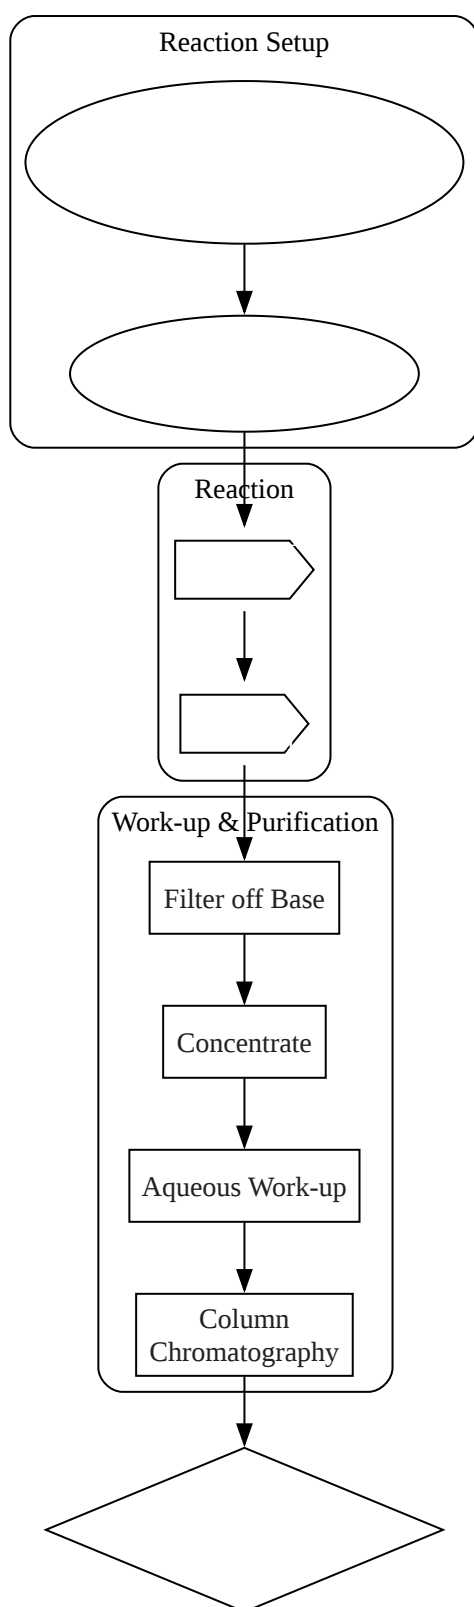 Reaction Setup
Reaction
Work-up & Purification
Filter off Base
Concentrate
Aqueous Work-up
Column
Chromatography